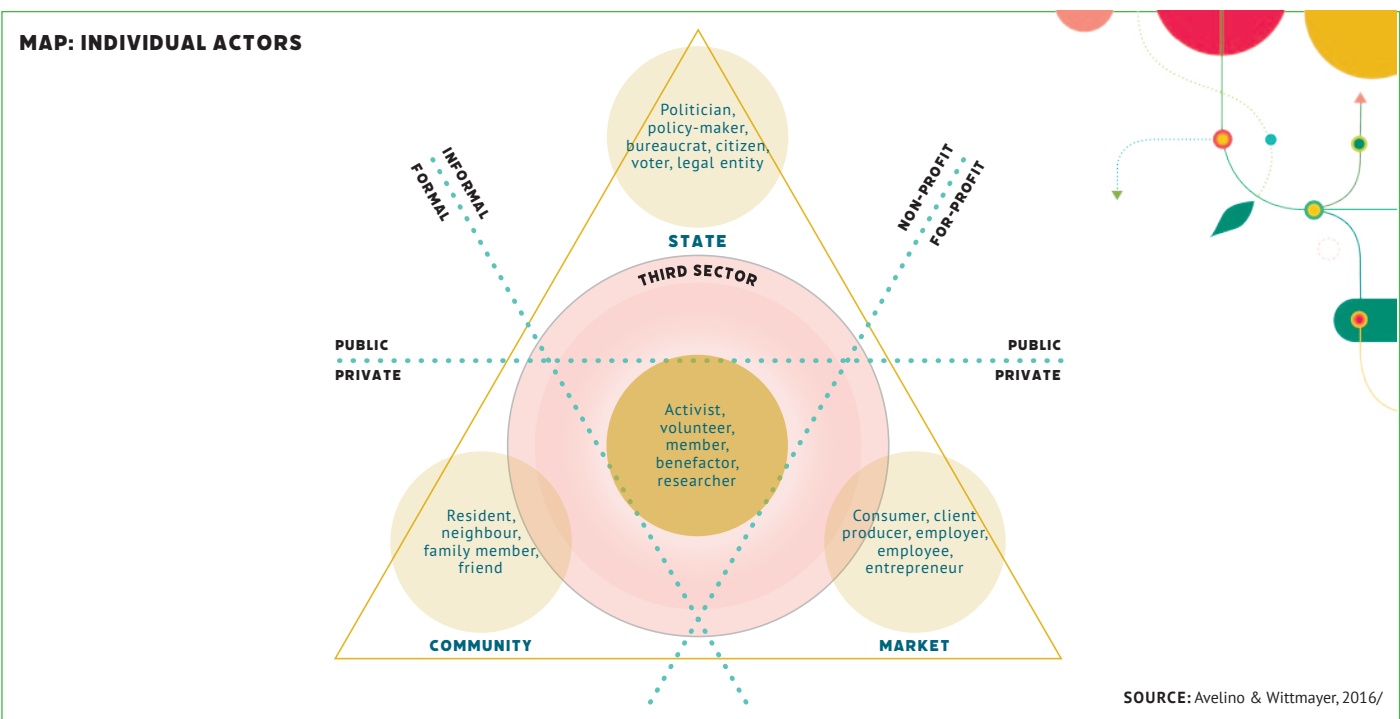 MAP: INDIVIDUAL ACTORS
Politician,
policy-maker,
bureaucrat, citizen,
voter, legal entity
STATE
INFORMAL
FORMAL
NON-PROFIT
FOR-PROFIT
THIRD SECTOR
PUBLIC
PRIVATE
PUBLIC
PRIVATE
Activist,
volunteer,
member,
benefactor,
researcher
Resident,
neighbour,
family member,
friend
COMMUNITY
Consumer, client
producer, employer,
employee,
entrepreneur
MARKET
SOURCE: Avelino & Wittmayer, 2016/